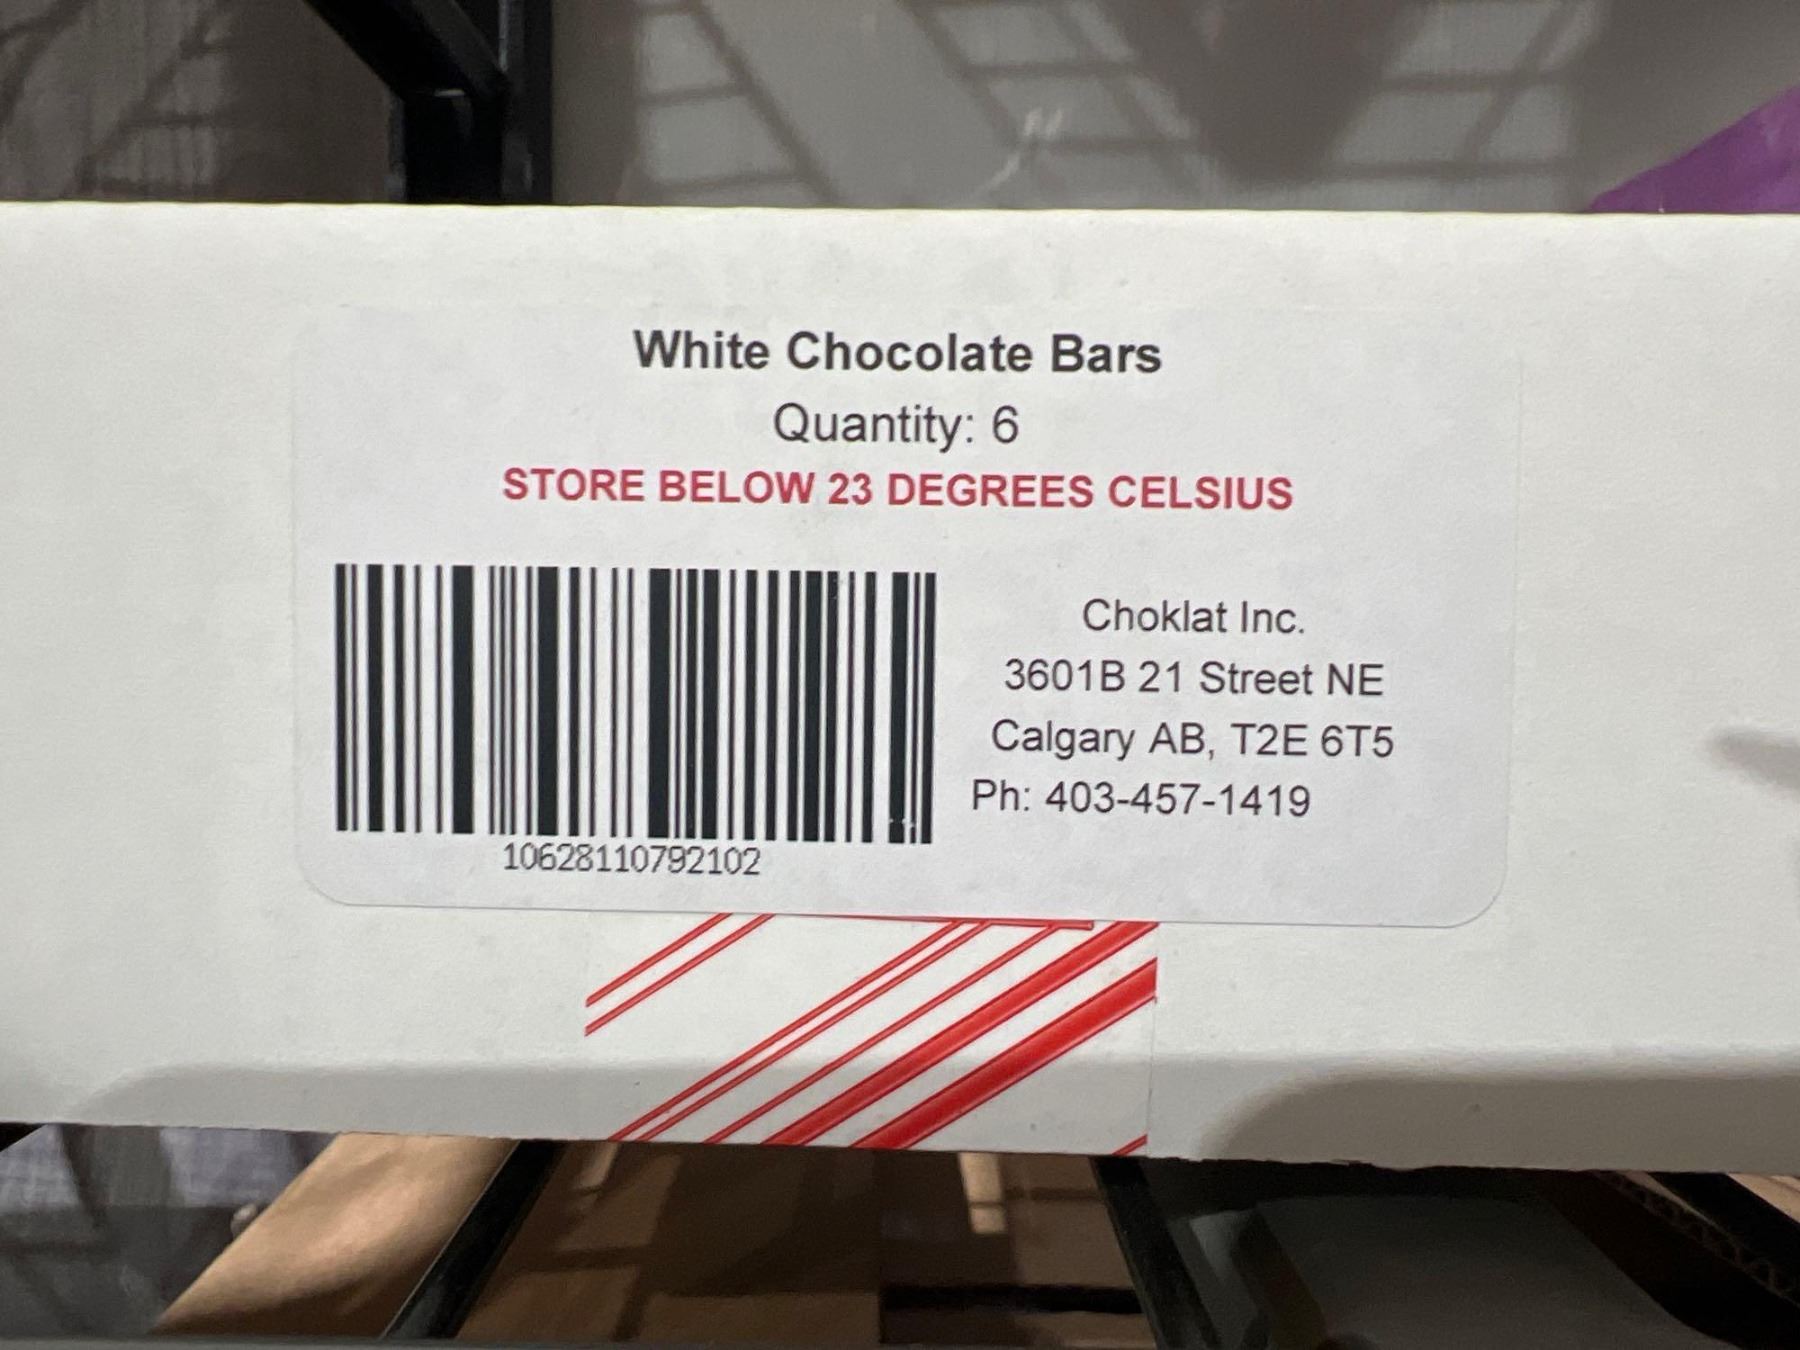 White Chocolate Bars
Quantity: 6
STORE BELOW 23 DEGREES CELSIUS
Choklat Inc.
3601B 21 Street NE
Calgary AB, T2E 6T5
Ph: 403-457-1419
10628110792102